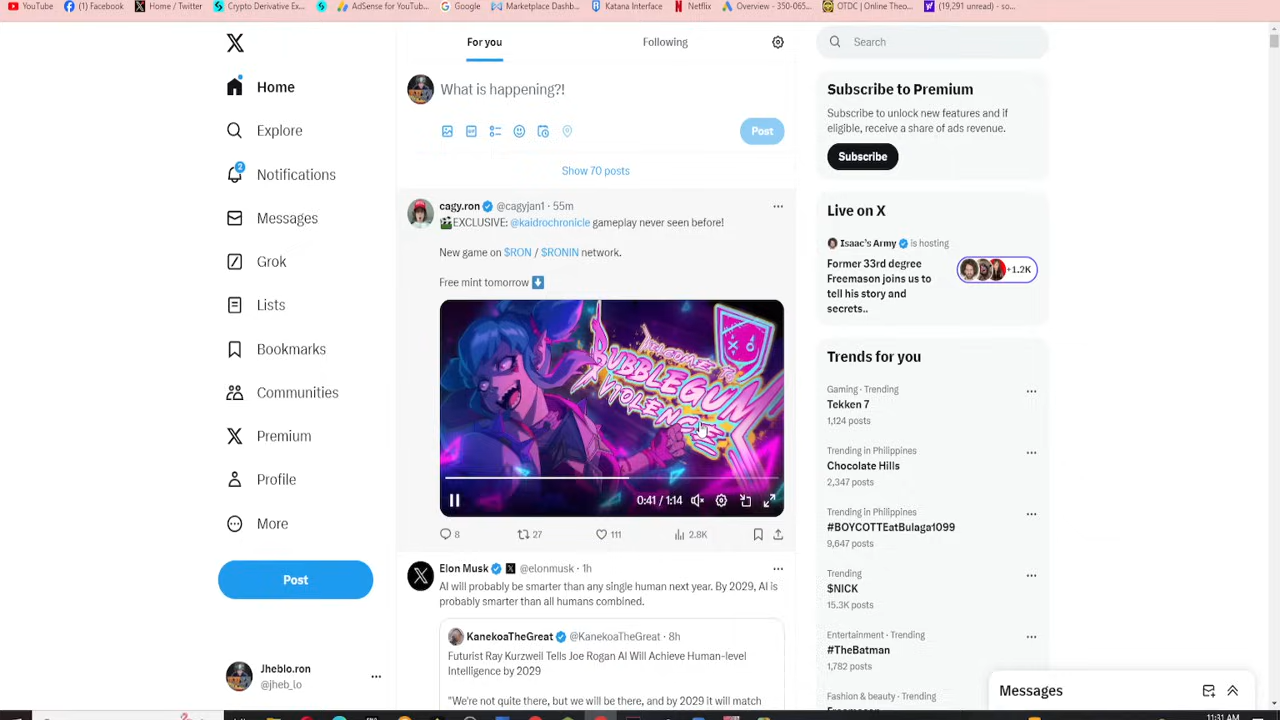 YouTube
Facebook
Home / Twitter
Crypto Derivative Ex...
AdSense for YouTub...
Google
Marketplace Dashb...
Katana Interface
Netflix
Overview - 350-065...
OTDC | Online Theo...
(19,291 unread) - so...
For you
Following
Search
Home
What is happening?!
Subscribe to Premium
Subscribe to unlock new features and if
eligible, receive a share of ads revenue.
Explore
Post
Subscribe
Show 70 posts
2
Notifications
cagy.ron @cagyjan1 · 55m
EXCLUSIVE: @kaidrochronicle gameplay never seen before!
New game on $RON / $RONIN network.
Free mint tomorrow
Live on X
Messages
Isaac's Army is hosting
Former 33rd degree
Freemason joins us to
tell his story and
secrets..
+1.2K
Grok
Lists
WELCOME TO
BUBBLEGUM
VIOLENCE
Bookmarks
Trends for you
Communities
Gaming · Trending
Tekken 7
1,124 posts
Premium
Trending in Philippines
Chocolate Hills
2,347 posts
Profile
0:41 / 1:14
Trending in Philippines
#BOYCOTTEatBulaga1099
9,647 posts
More
8
27
111
2.8K
Post
Elon Musk @elonmusk · 1h
AI will probably be smarter than any single human next year. By 2029, AI is
probably smarter than all humans combined.
Trending
$NICK
15.3K posts
KanekoaTheGreat @KanekoaTheGreat · 8h
Futurist Ray Kurzweil Tells Joe Rogan AI Will Achieve Human-level
Intelligence by 2029
"We're not quite there, but we will be there, and by 2029 it will match
Entertainment · Trending
#TheBatman
1,782 posts
Jheblo.ron
@jheb_lo
Fashion & beauty · Trending
Messages
11:31 AM